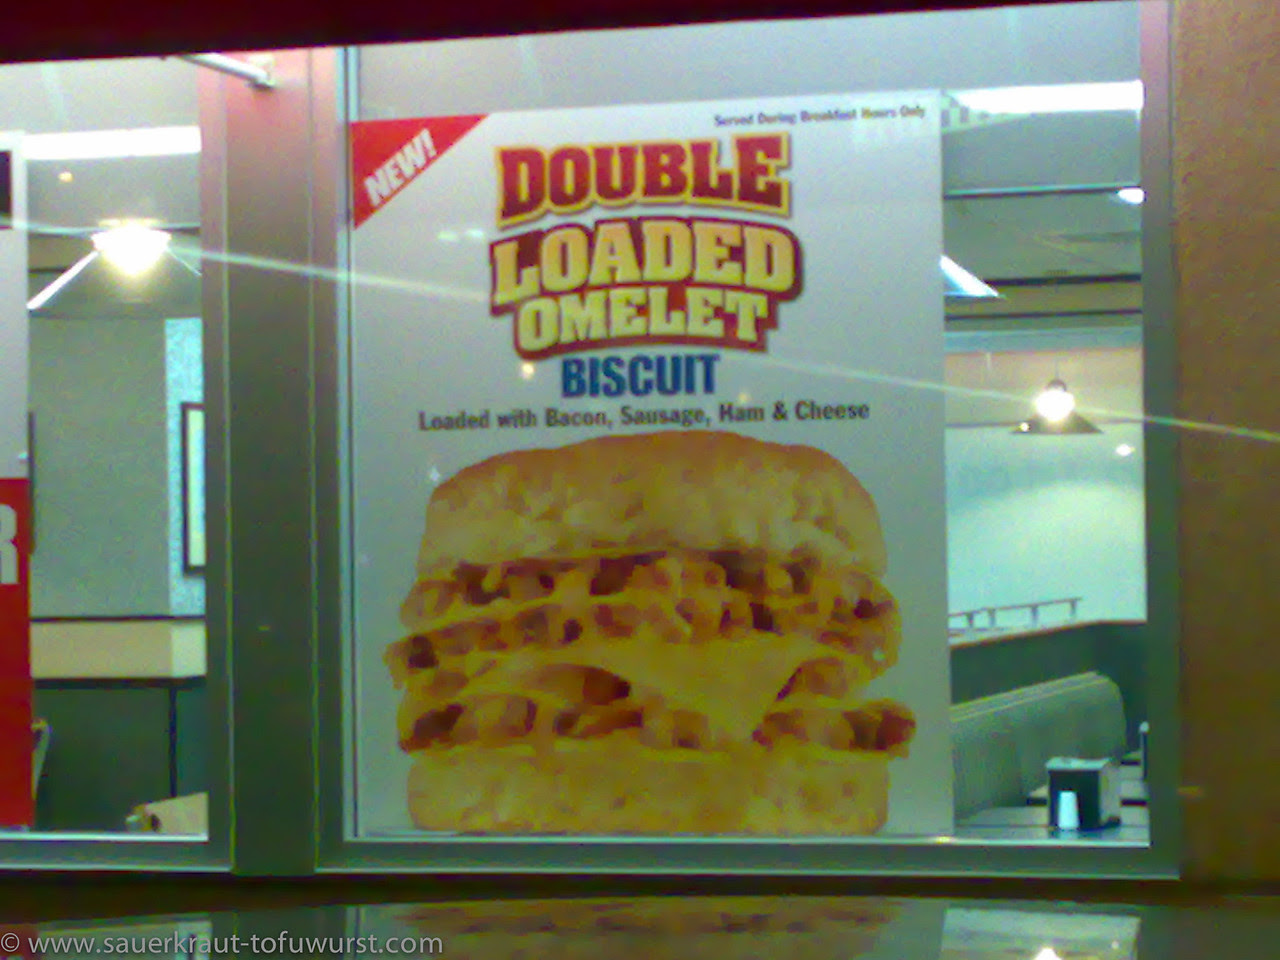 NEW!
Served During Breakfast Hours Only
DOUBLE
LOADED
OMELET
BISCUIT
Loaded with Bacon, Sausage, Ham & Cheese
R
© www.sauerkraut-tofuwurst.com